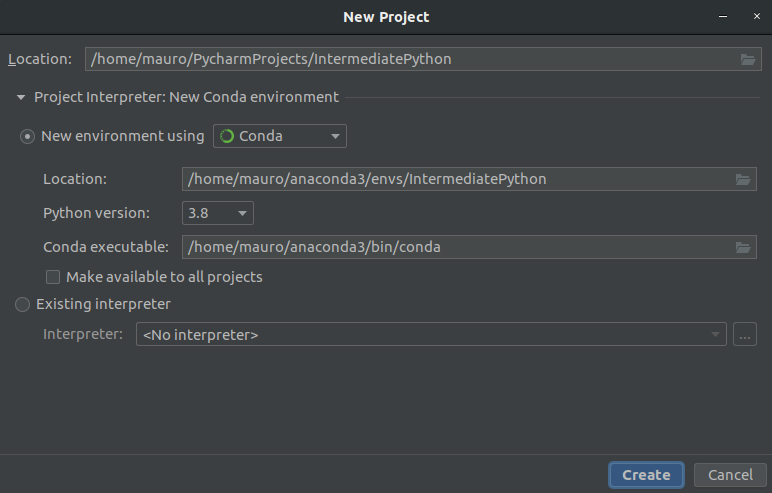 New Project
Location: /home/mauro/PycharmProjects/IntermediatePython
Project Interpreter: New Conda environment
New environment using Conda
Location: /home/mauro/anaconda3/envs/IntermediatePython
Python version: 3.8
Conda executable: /home/mauro/anaconda3/bin/conda
Make available to all projects
Existing interpreter
Interpreter: <No interpreter> ...
Create Cancel